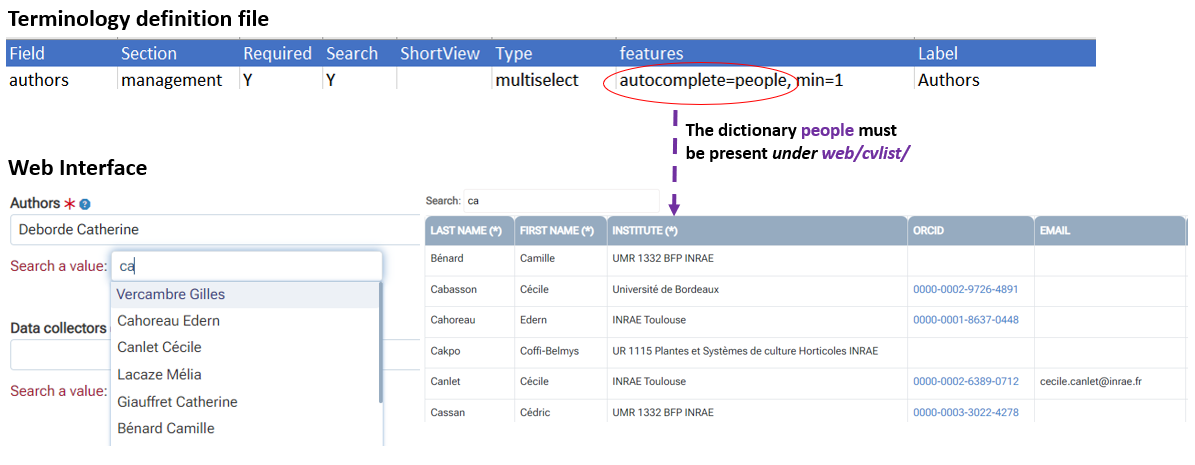 Terminology definition file
Field Section Required Search ShortView Type features Label
authors management Y Y multiselect autocomplete=people, min=1 Authors
The dictionary people must
be present under web/cvlist/
Web Interface
Authors * ?
Deborde Catherine
Search a value: ca
Vercambre Gilles
Cahoreau Edern
Canlet Cécile
Lacaze Mélia
Giauffret Catherine
Bénard Camille
Data collectors
Search a value:
Search: ca
LAST NAME (*) FIRST NAME (*) INSTITUTE (*) ORCID EMAIL
Bénard Camille UMR 1332 BFP INRAE
Cabasson Cécile Université de Bordeaux 0000-0002-9726-4891
Cahoreau Edern INRAE Toulouse 0000-0001-8637-0448
Cakpo Coffi-Belmys UR 1115 Plantes et Systèmes de culture Horticoles INRAE
Canlet Cécile INRAE Toulouse 0000-0002-6389-0712 cecile.canlet@inrae.fr
Cassan Cédric UMR 1332 BFP INRAE 0000-0003-3022-4278